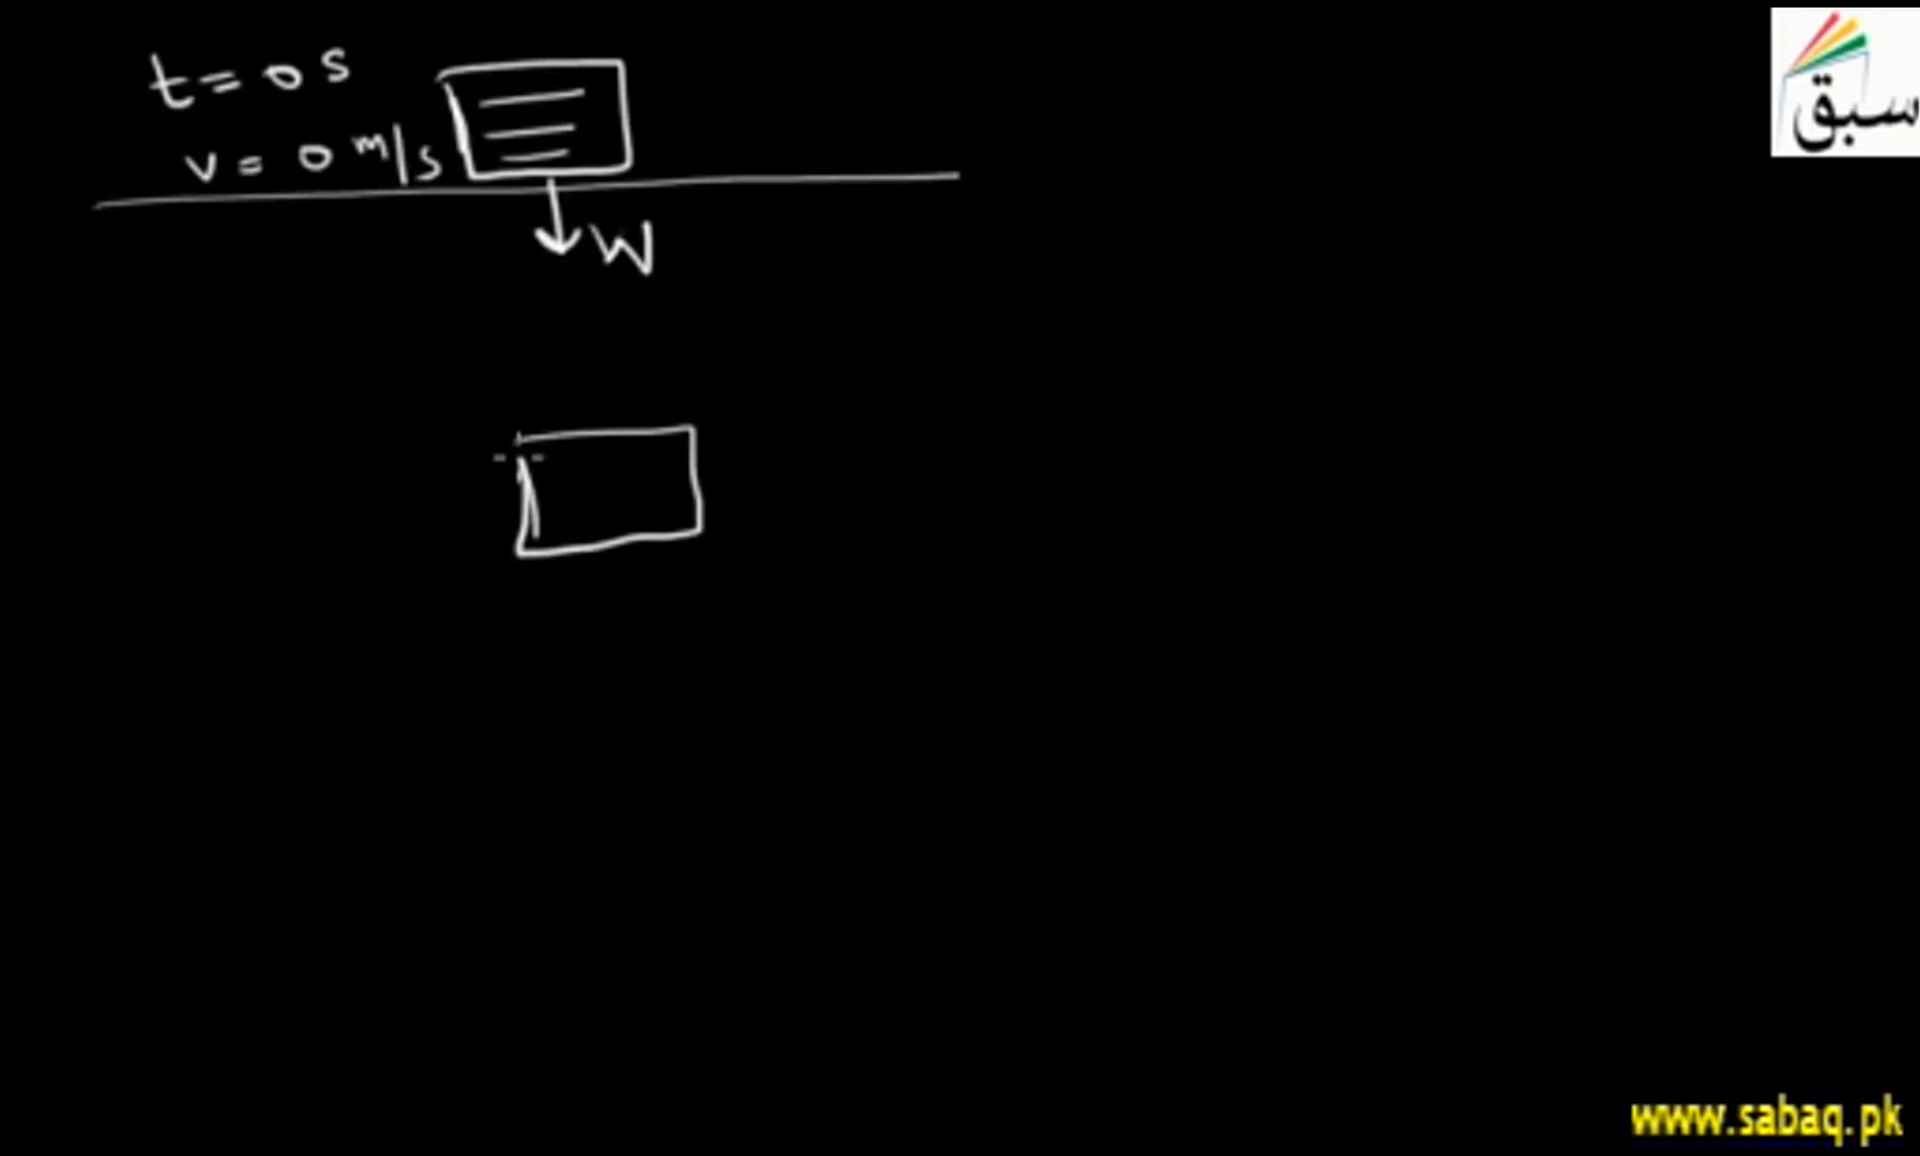 t = 0 s
v = 0 m/s
W
سبق
www.sabaq.pk